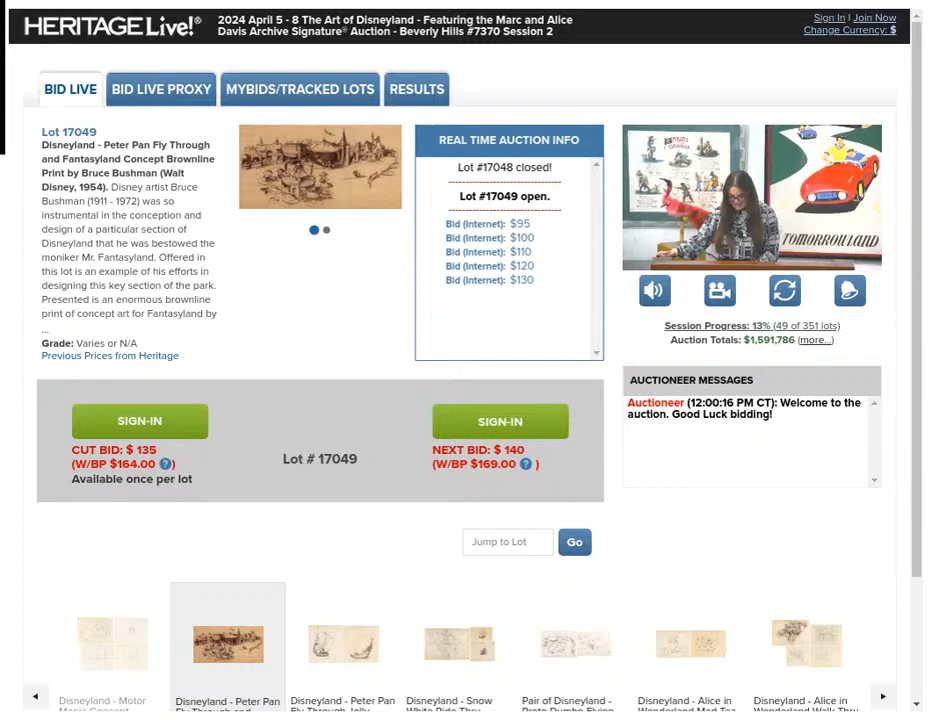 HERITAGE Live!®
2024 April 5 - 8 The Art of Disneyland - Featuring the Marc and Alice
Davis Archive Signature® Auction - Beverly Hills #7370 Session 2
Sign In | Join Now
Change Currency: $
BID LIVE
BID LIVE PROXY
MYBIDS/TRACKED LOTS
RESULTS
Lot 17049
Disneyland - Peter Pan Fly Through
and Fantasyland Concept Brownline
Print by Bruce Bushman (Walt
Disney, 1954). Disney artist Bruce
Bushman (1911 - 1972) was so
instrumental in the conception and
design of a particular section of
Disneyland that he was bestowed the
moniker Mr. Fantasyland. Offered in
this lot is an example of his efforts in
designing this key section of the park.
Presented is an enormous brownline
print of concept art for Fantasyland by
...
Grade: Varies or N/A
Previous Prices from Heritage
REAL TIME AUCTION INFO
Lot #17048 closed!
Lot #17049 open.
Bid (Internet): $95
Bid (Internet): $100
Bid (Internet): $110
Bid (Internet): $120
Bid (Internet): $130
TOMORROWLAND
Session Progress: 13% (49 of 351 lots)
Auction Totals: $1,591,786 (more...)
AUCTIONEER MESSAGES
Auctioneer (12:00:16 PM CT): Welcome to the
auction. Good Luck bidding!
SIGN-IN
CUT BID: $ 135
(W/BP $164.00 ?)
Available once per lot
Lot # 17049
SIGN-IN
NEXT BID: $ 140
(W/BP $169.00 ? )
Jump to Lot
Go
Disneyland - Motor
Disneyland - Peter Pan
Disneyland - Peter Pan
Disneyland - Snow
Pair of Disneyland -
Disneyland - Alice in
Disneyland - Alice in